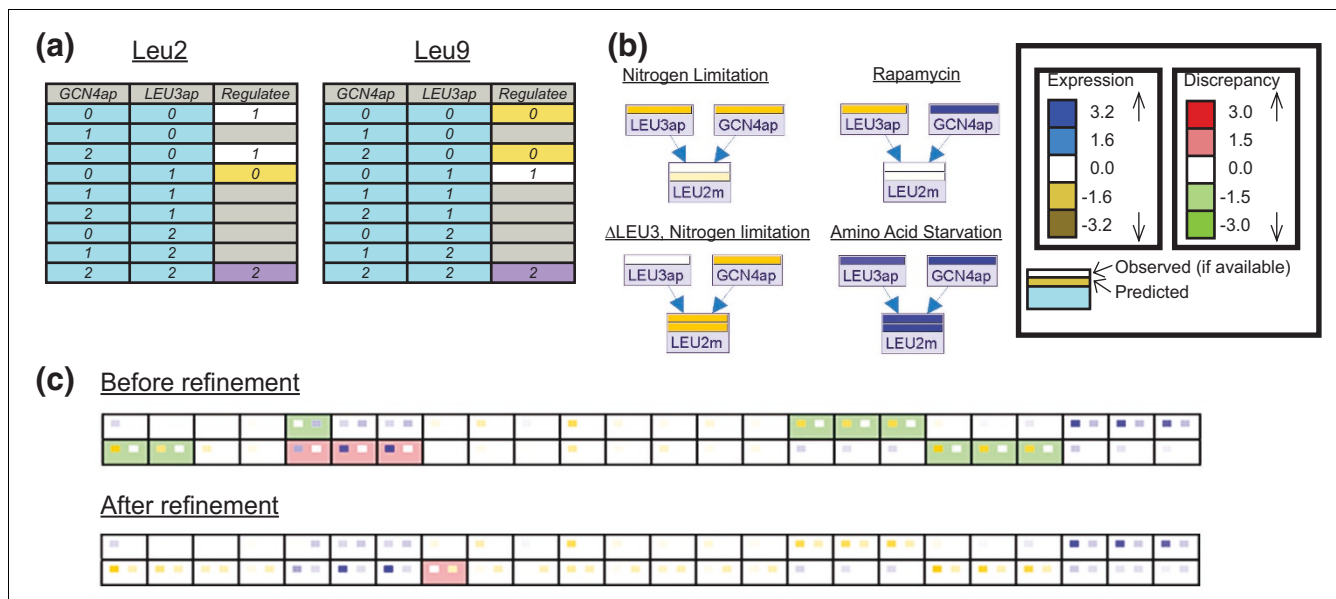 (a)
Leu2
GCN4ap LEU3ap Regulatee
0 0 1
1 0
2 0 1
0 1 0
1 1
2 1
0 2
1 2
2 2 2
Leu9
GCN4ap LEU3ap Regulatee
0 0 0
1 0
2 0 0
0 1 1
1 1
2 1
0 2
1 2
2 2 2
(b)
Nitrogen Limitation
LEU3ap GCN4ap
LEU2m
Rapamycin
LEU3ap GCN4ap
LEU2m
ΔLEU3, Nitrogen limitation
LEU3ap GCN4ap
LEU2m
Amino Acid Starvation
LEU3ap GCN4ap
LEU2m
Expression
3.2
1.6
0.0
-1.6
-3.2
Discrepancy
3.0
1.5
0.0
-1.5
-3.0
Observed (if available)
Predicted
(c)
Before refinement
After refinement